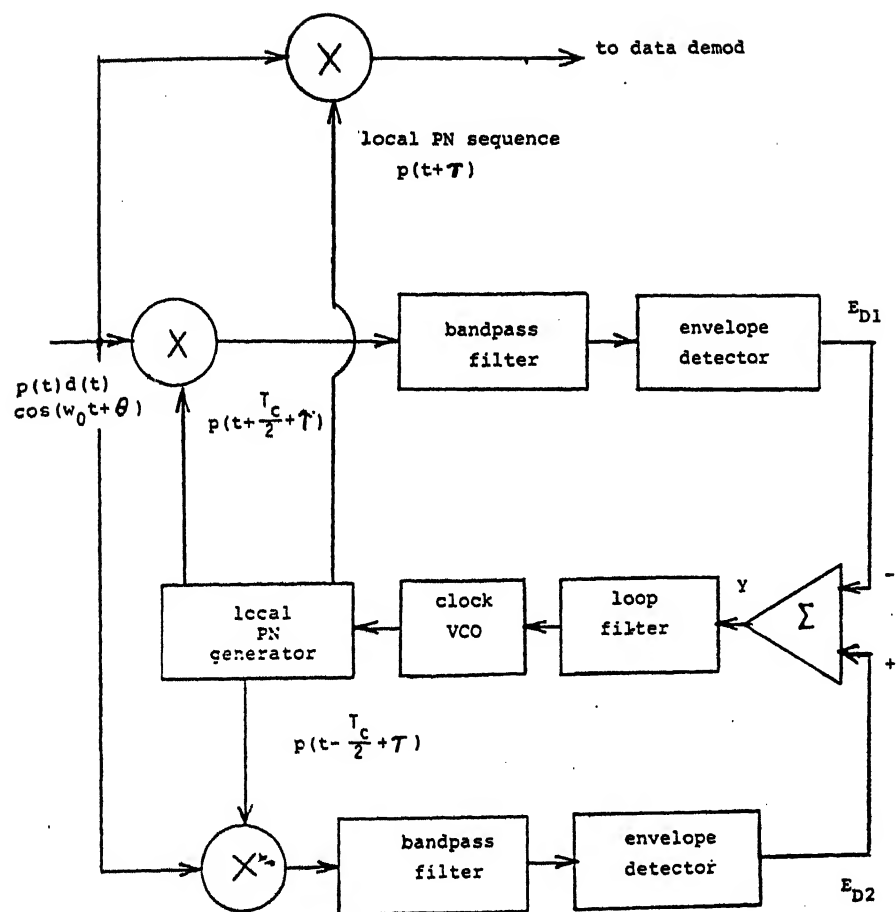 to data demod
X
local PN sequence
p(t+τ)
bandpass
filter
envelope
detector
E_D1
X
p(t)d(t)
cos(w_0t+θ)
p(t+T_c/2+τ)
local
PN
generator
clock
VCO
loop
filter
Y
Σ
-
+
p(t-T_c/2+τ)
X
bandpass
filter
envelope
detector
E_D2